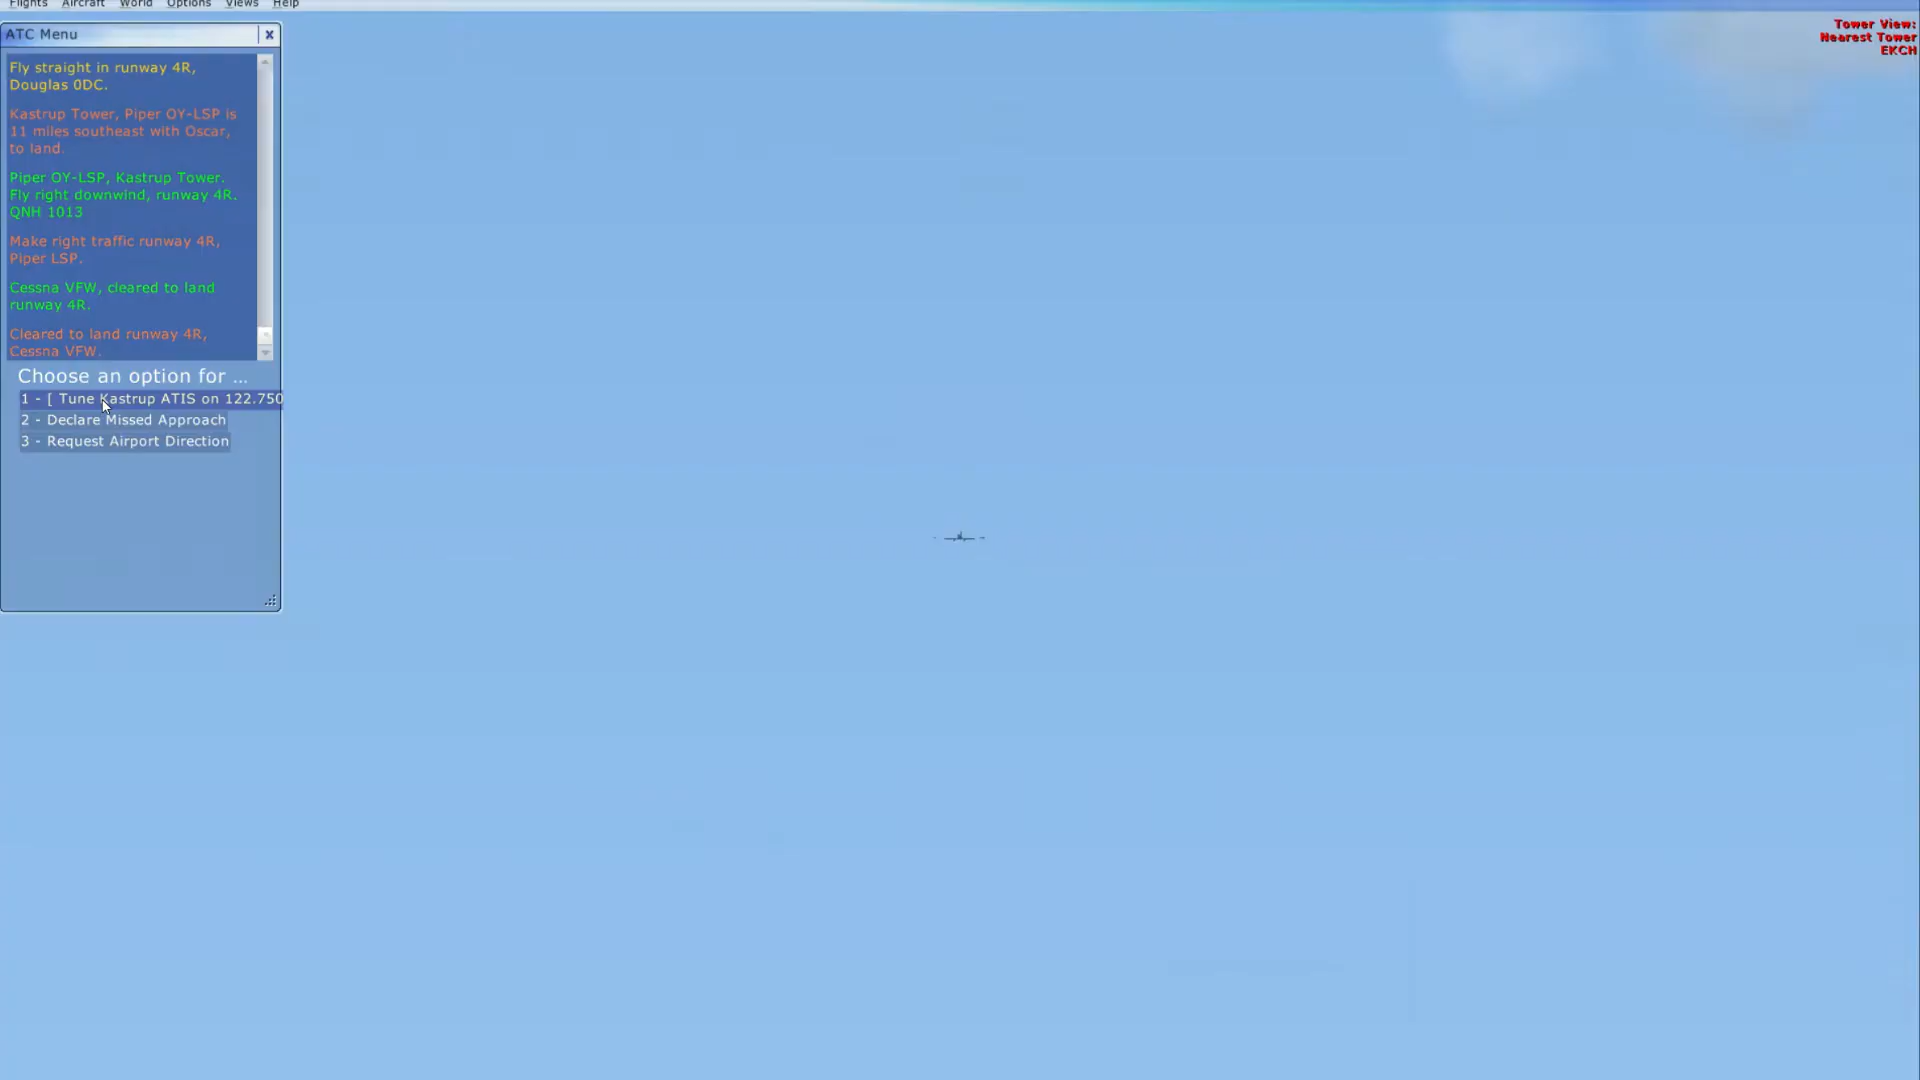 Flights Aircraft World Options Views Help
ATC Menu
Tower View:
Nearest Tower
EKCH
Fly straight in runway 4R,
Douglas 0DC.
Kastrup Tower, Piper OY-LSP is
11 miles southeast with Oscar,
to land.
Piper OY-LSP, Kastrup Tower.
Fly right downwind, runway 4R.
QNH 1013
Make right traffic runway 4R,
Piper LSP.
Cessna VFW, cleared to land
runway 4R.
Cleared to land runway 4R,
Cessna VFW.
Choose an option for ...
1 - [ Tune Kastrup ATIS on 122.750
2 - Declare Missed Approach
3 - Request Airport Direction